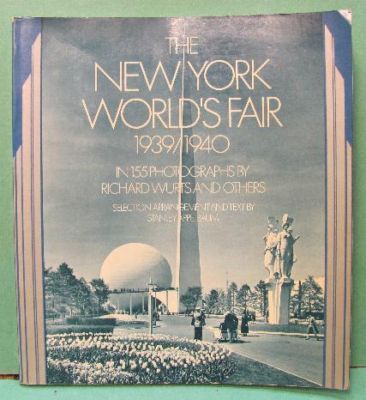 THE
NEW YORK
WORLD'S FAIR
1939/1940
IN 155 PHOTOGRAPHS BY
RICHARD WURTS AND OTHERS
SELECTION, ARRANGEMENT AND TEXT BY
STANLEY APPELBAUM